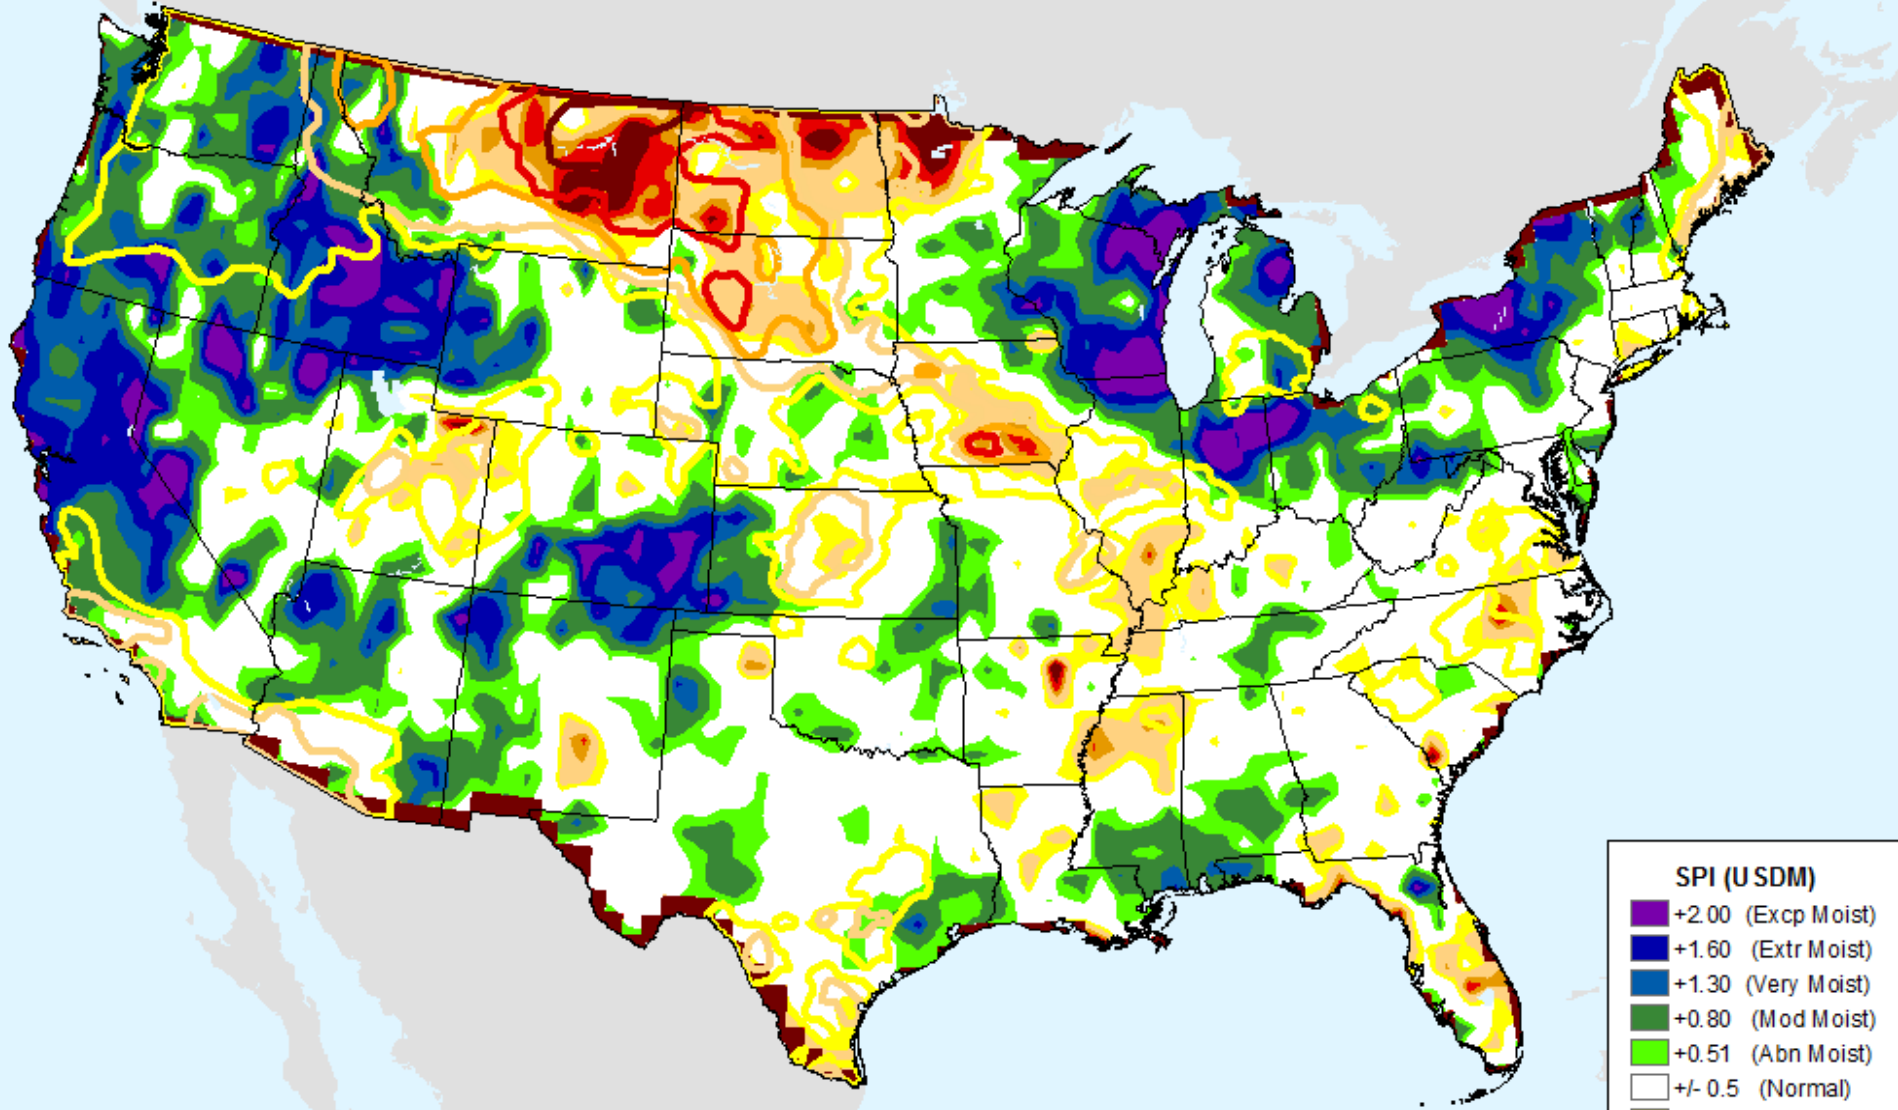 SPI (USDM)
+2.00 (Excp Moist)
+1.60 (Extr Moist)
+1.30 (Very Moist)
+0.80 (Mod Moist)
+0.51 (Abn Moist)
+/- 0.5 (Normal)